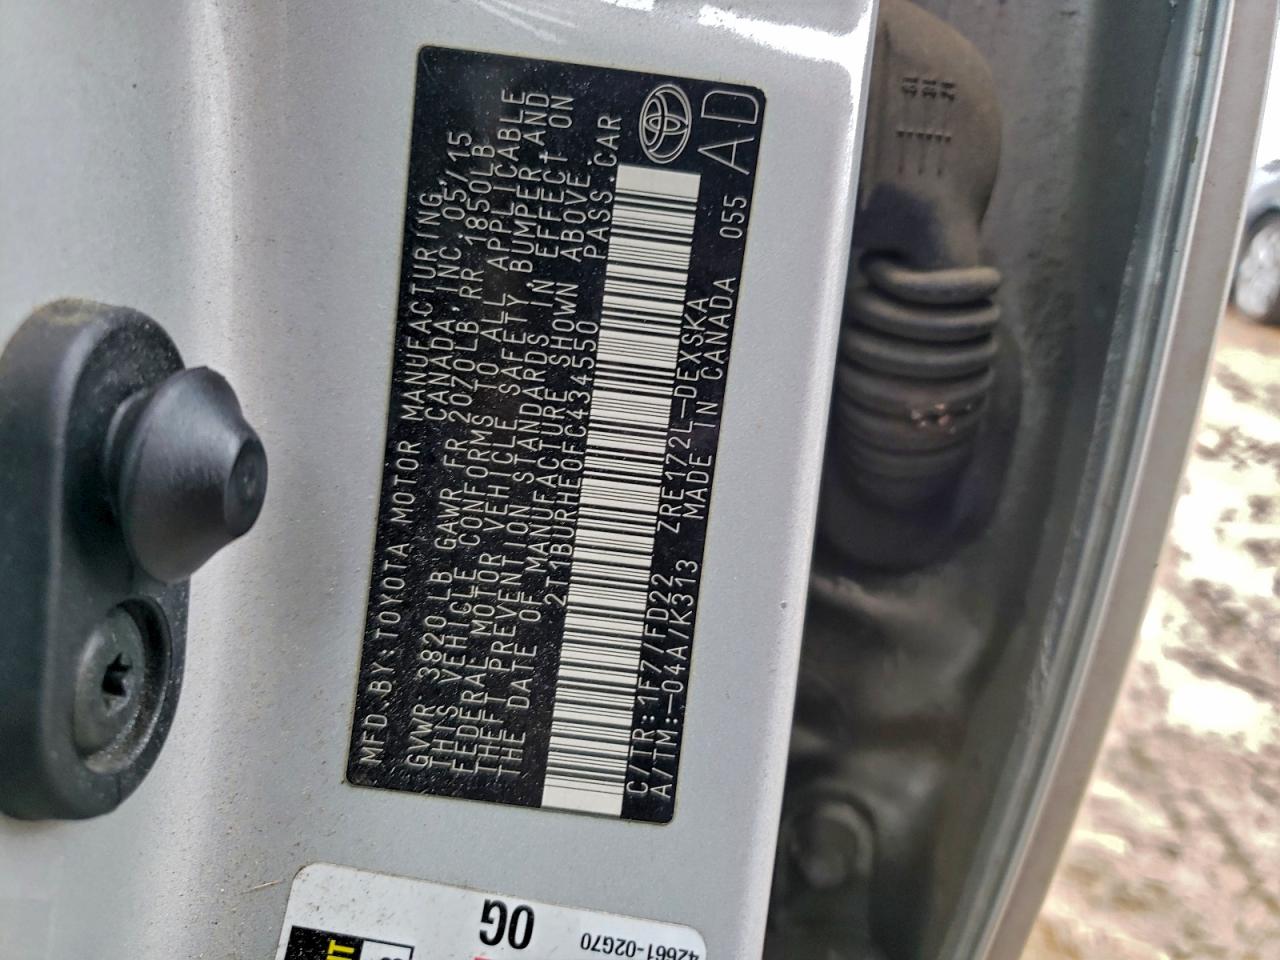 MFD.BY:TOYOTA MOTOR MANUFACTURING
CANADA,INC.05/15
GVWR 3820 LB GAWR FR 2020LB RR 1850LB
THIS VEHICLE CONFORMS TO ALL APPLICABLE
FEDERAL MOTOR VEHICLE SAFETY,BUMPER,AND
THEFT PREVENTION STANDARDS IN EFFECT ON
THE DATE OF MANUFACTURE SHOWN ABOVE.
2T1BURHE0FC434550 PASS.CAR
C/TR:1F7/FD22 ZRE172L-DEXSKA
A/TM:-04A/K313 MADE IN CANADA 055 AD
0G
42661-02G70